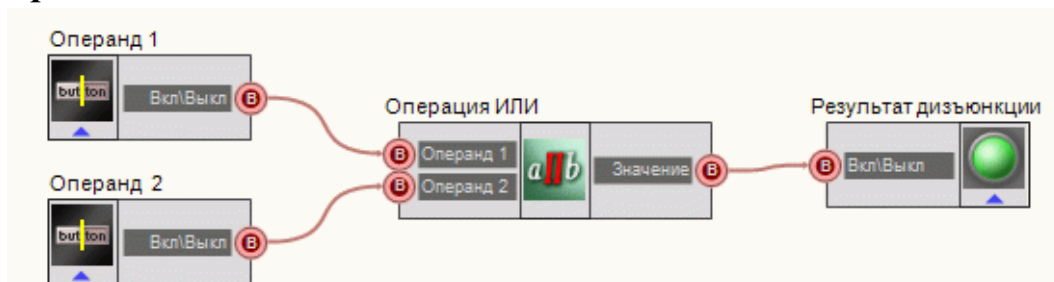 Операнд 1
button
Вкл\Выкл
B
Операция ИЛИ
B
Операнд 1
B
Операнд 2
a||b
Значение
B
Результат дизъюнкции
B
Вкл\Выкл
Операнд 2
button
Вкл\Выкл
B